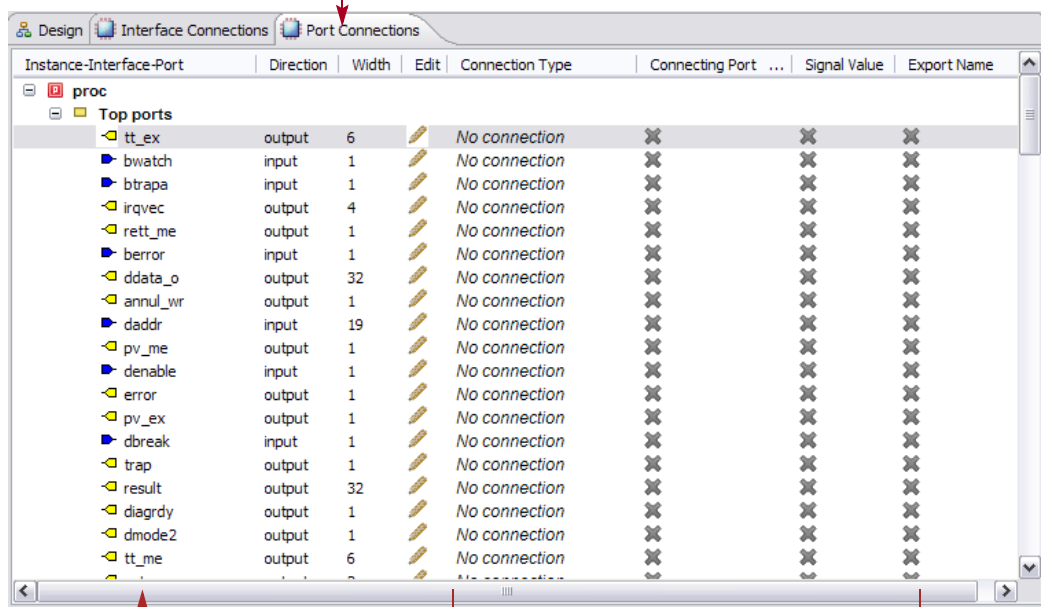 Design Interface Connections Port Connections
Instance-Interface-Port Direction Width Edit Connection Type Connecting Port ... Signal Value Export Name
proc
Top ports
tt_ex output 6 No connection
bwatch input 1 No connection
btrapa input 1 No connection
irqvec output 4 No connection
rett_me output 1 No connection
berror input 1 No connection
ddata_o output 32 No connection
annul_wr output 1 No connection
daddr input 19 No connection
pv_me output 1 No connection
denable input 1 No connection
error output 1 No connection
pv_ex output 1 No connection
dbreak input 1 No connection
trap output 1 No connection
result output 32 No connection
diagrdy output 1 No connection
dmode2 output 1 No connection
tt_me output 6 No connection